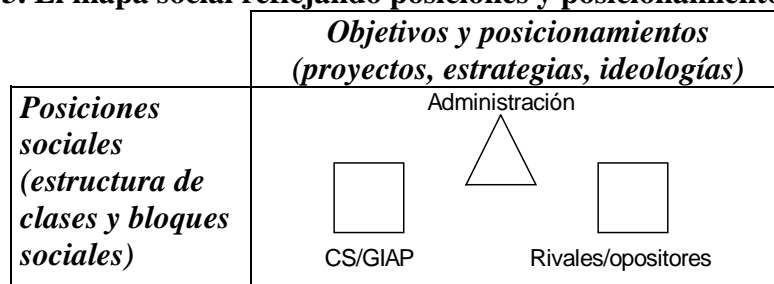 3. El mapa social reflejando posiciones y posicionamiento
Objetivos y posicionamientos
(proyectos, estrategias, ideologías)
Posiciones
sociales
(estructura de
clases y bloques
sociales)
Administración
CS/GIAP
Rivales/opositores